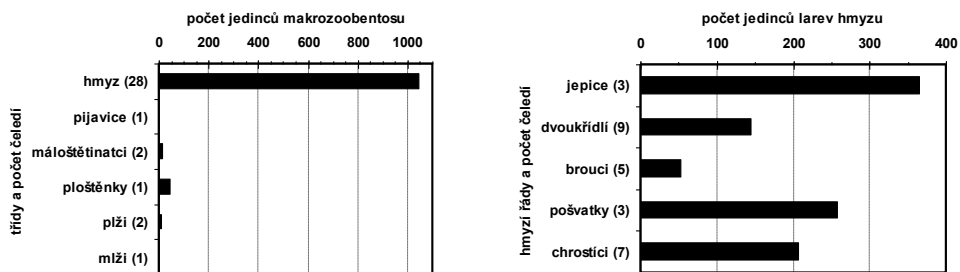 počet jedinců makrozoobentosu
0 200 400 600 800 1000
třídy a počet čeledí
hmyz (28)
pijavice (1)
máloštětinatci (2)
ploštěnky (1)
plži (2)
mlži (1)
počet jedinců larev hmyzu
0 100 200 300 400
hmyzí řády a počet čeledí
jepice (3)
dvoukřídlí (9)
brouci (5)
pošvatky (3)
chrostíci (7)